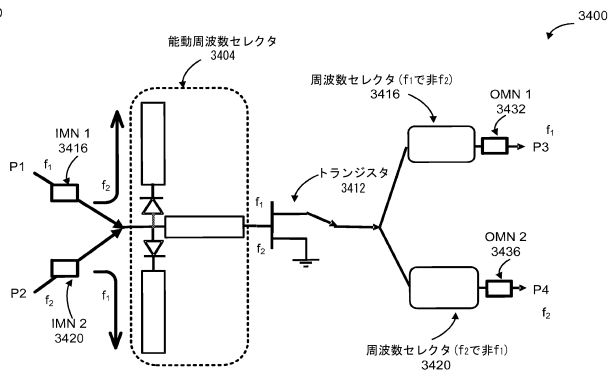 3400
能動周波数セレクタ
3404
IMN 1
3416
P1
f₁
f₂
P2
f₂
f₁
IMN 2
3420
f₁
f₂
トランジスタ
3412
周波数セレクタ(f₁で非f₂)
3416
OMN 1
3432
f₁
P3
OMN 2
3436
P4
f₂
周波数セレクタ(f₂で非f₁)
3420